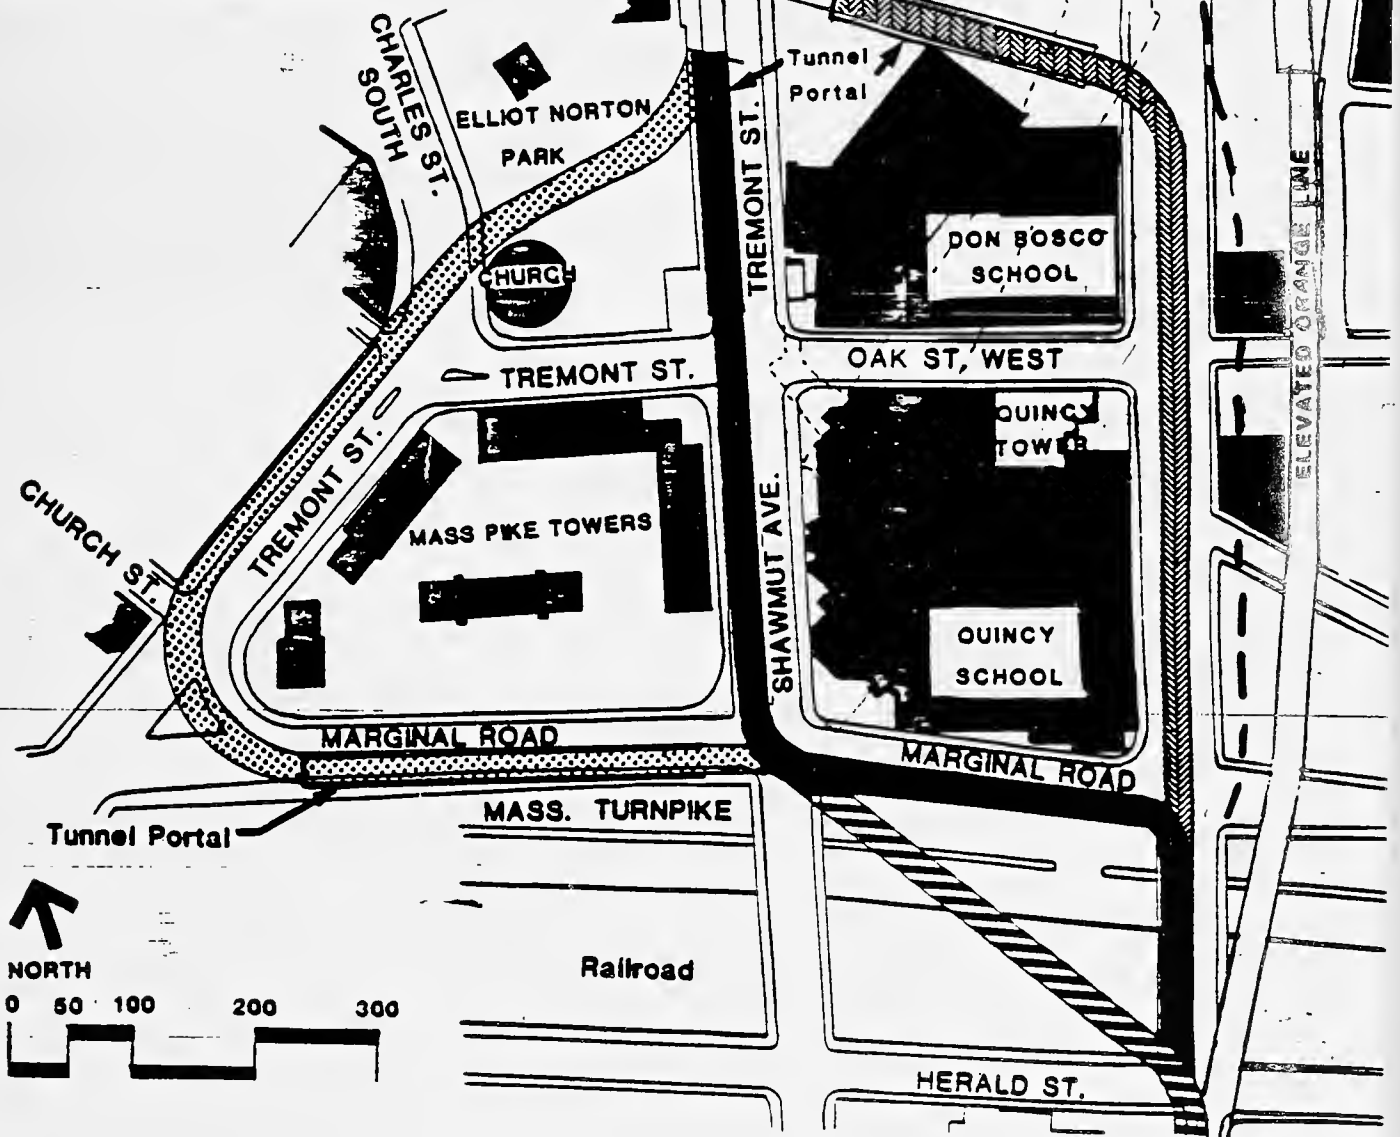 CHARLES ST.
SOUTH
ELLIOT NORTON
PARK
Tunnel
Portal
TREMONT ST.
DON BOSCO
SCHOOL
CHURCH
ELEVATED ORANGE LINE
TREMONT ST.
OAK ST, WEST
QUINCY
TOWER
TREMONT ST.
CHURCH ST.
MASS PIKE TOWERS
SHAWMUT AVE.
QUINCY
SCHOOL
MARGINAL ROAD
MARGINAL ROAD
MASS. TURNPIKE
Tunnel Portal
NORTH
0 50 100 200 300
Railroad
HERALD ST.